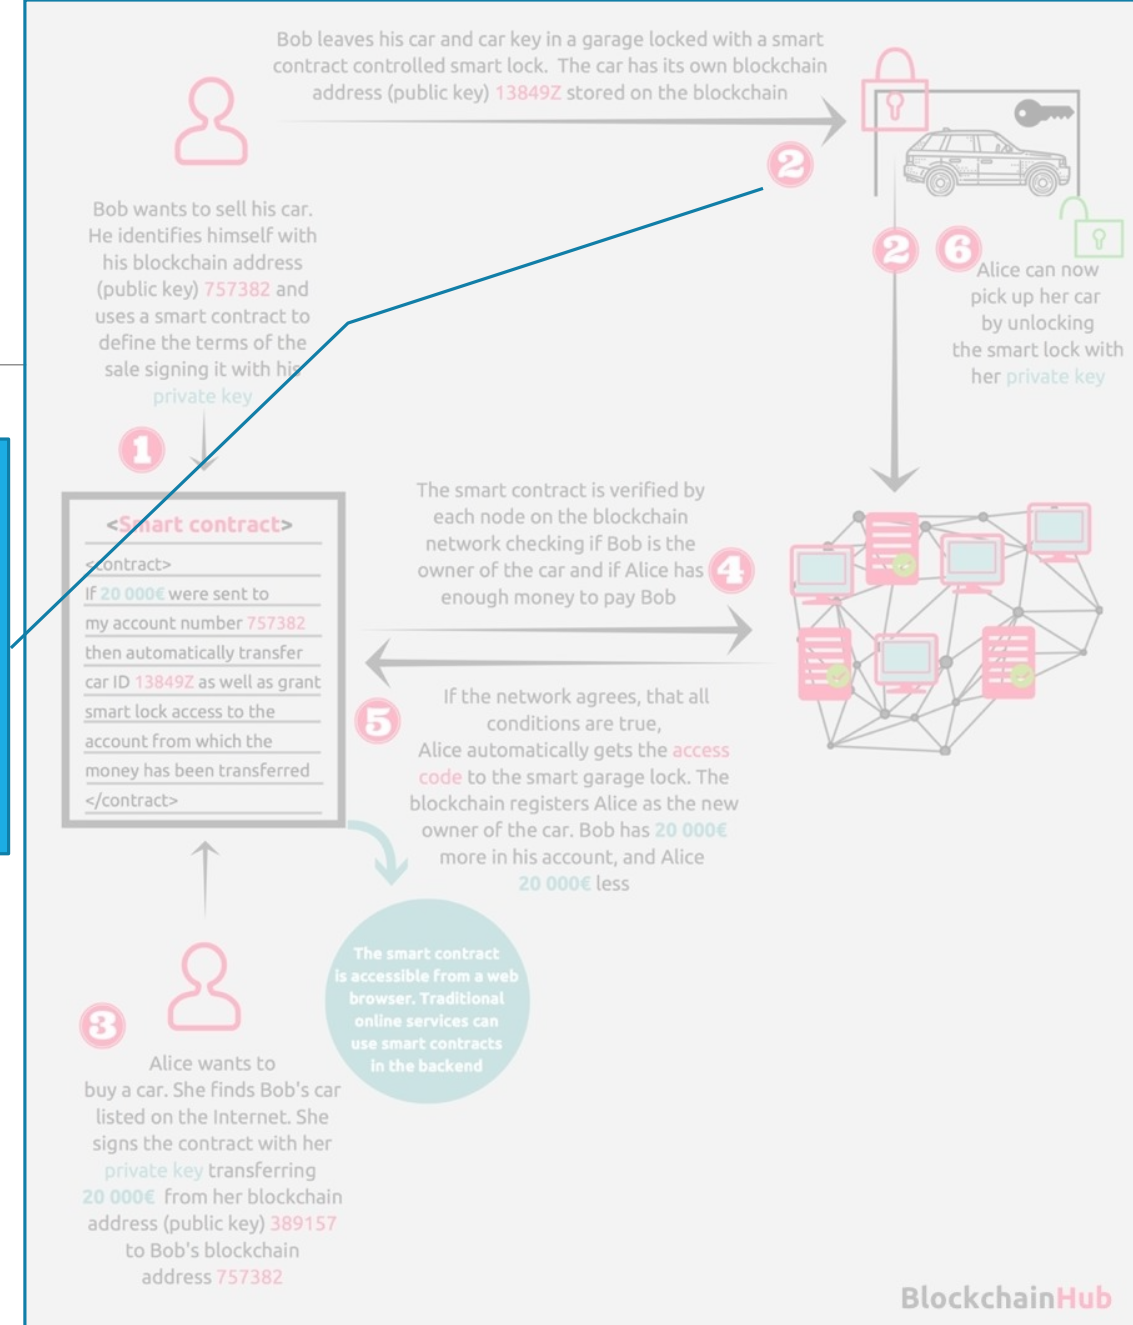 Bob leaves his car and car key in a garage locked with a smart
contract controlled smart lock. The car has its own blockchain
address (public key) 13849Z stored on the blockchain
2
Bob wants to sell his car.
He identifies himself with
his blockchain address
(public key) 757382 and
uses a smart contract to
define the terms of the
sale signing it with his
private key
2
6
Alice can now
pick up her car
by unlocking
the smart lock with
her private key
1
<Smart contract>
<contract>
If 20 000€ were sent to
my account number 757382
then automatically transfer
car ID 13849Z as well as grant
smart lock access to the
account from which the
money has been transferred
</contract>
The smart contract is verified by
each node on the blockchain
network checking if Bob is the
owner of the car and if Alice has
enough money to pay Bob
4
5
If the network agrees, that all
conditions are true,
Alice automatically gets the access
code to the smart garage lock. The
blockchain registers Alice as the new
owner of the car. Bob has 20 000€
more in his account, and Alice
20 000€ less
The smart contract
is accessible from a web
browser. Traditional
online services can
use smart contracts
in the backend
3
Alice wants to
buy a car. She finds Bob's car
listed on the Internet. She
signs the contract with her
private key transferring
20 000€ from her blockchain
address (public key) 389157
to Bob's blockchain
address 757382
BlockchainHub